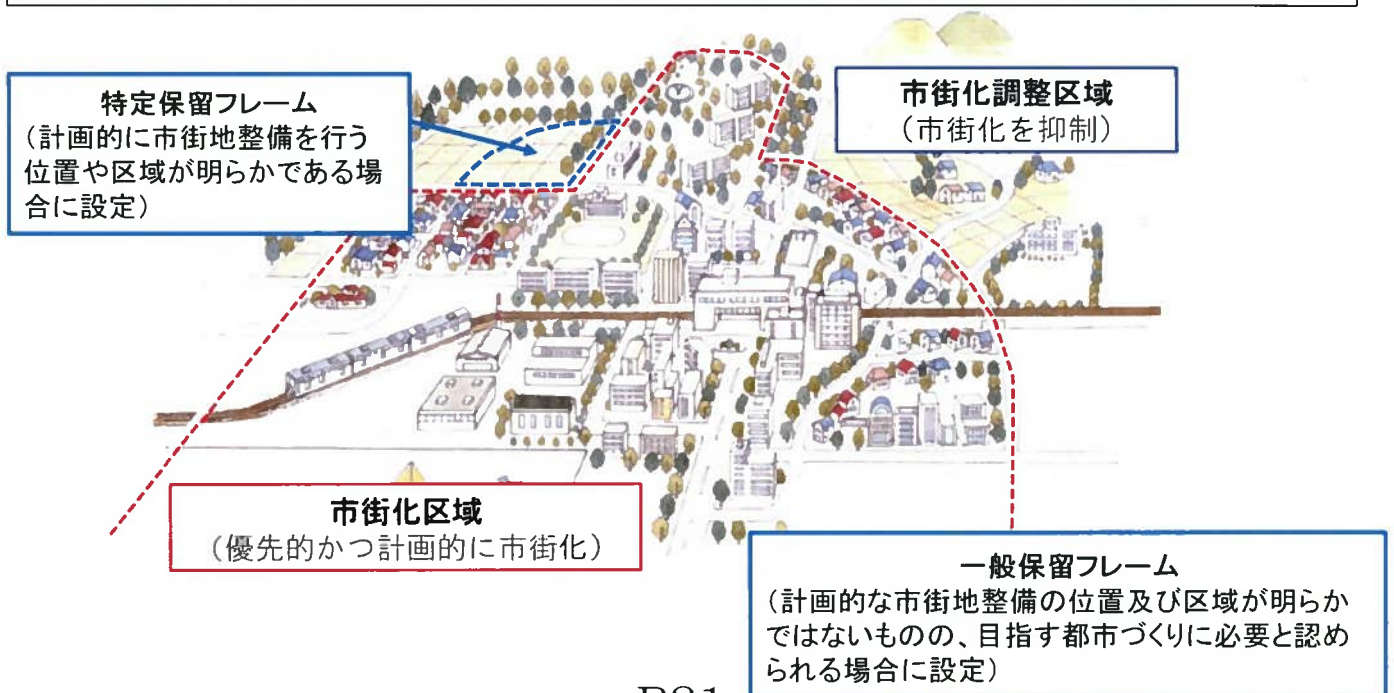 特定保留フレーム
（計画的に市街地整備を行う
位置や区域が明らかである場
合に設定）
市街化調整区域
（市街化を抑制）
市街化区域
（優先的かつ計画的に市街化）
一般保留フレーム
（計画的な市街地整備の位置及び区域が明らか
ではないものの、目指す都市づくりに必要と認め
られる場合に設定）